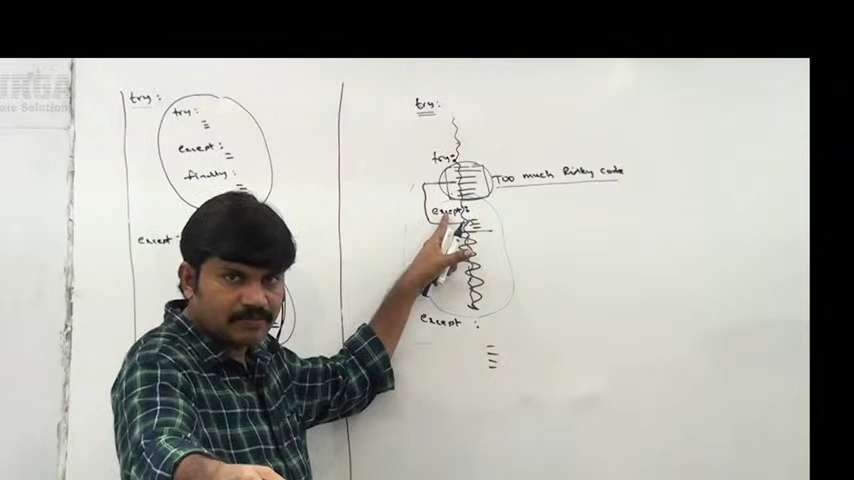 try:
try:
except:
finally:
except:
try:
try:
Too much Risky code
except:
except :